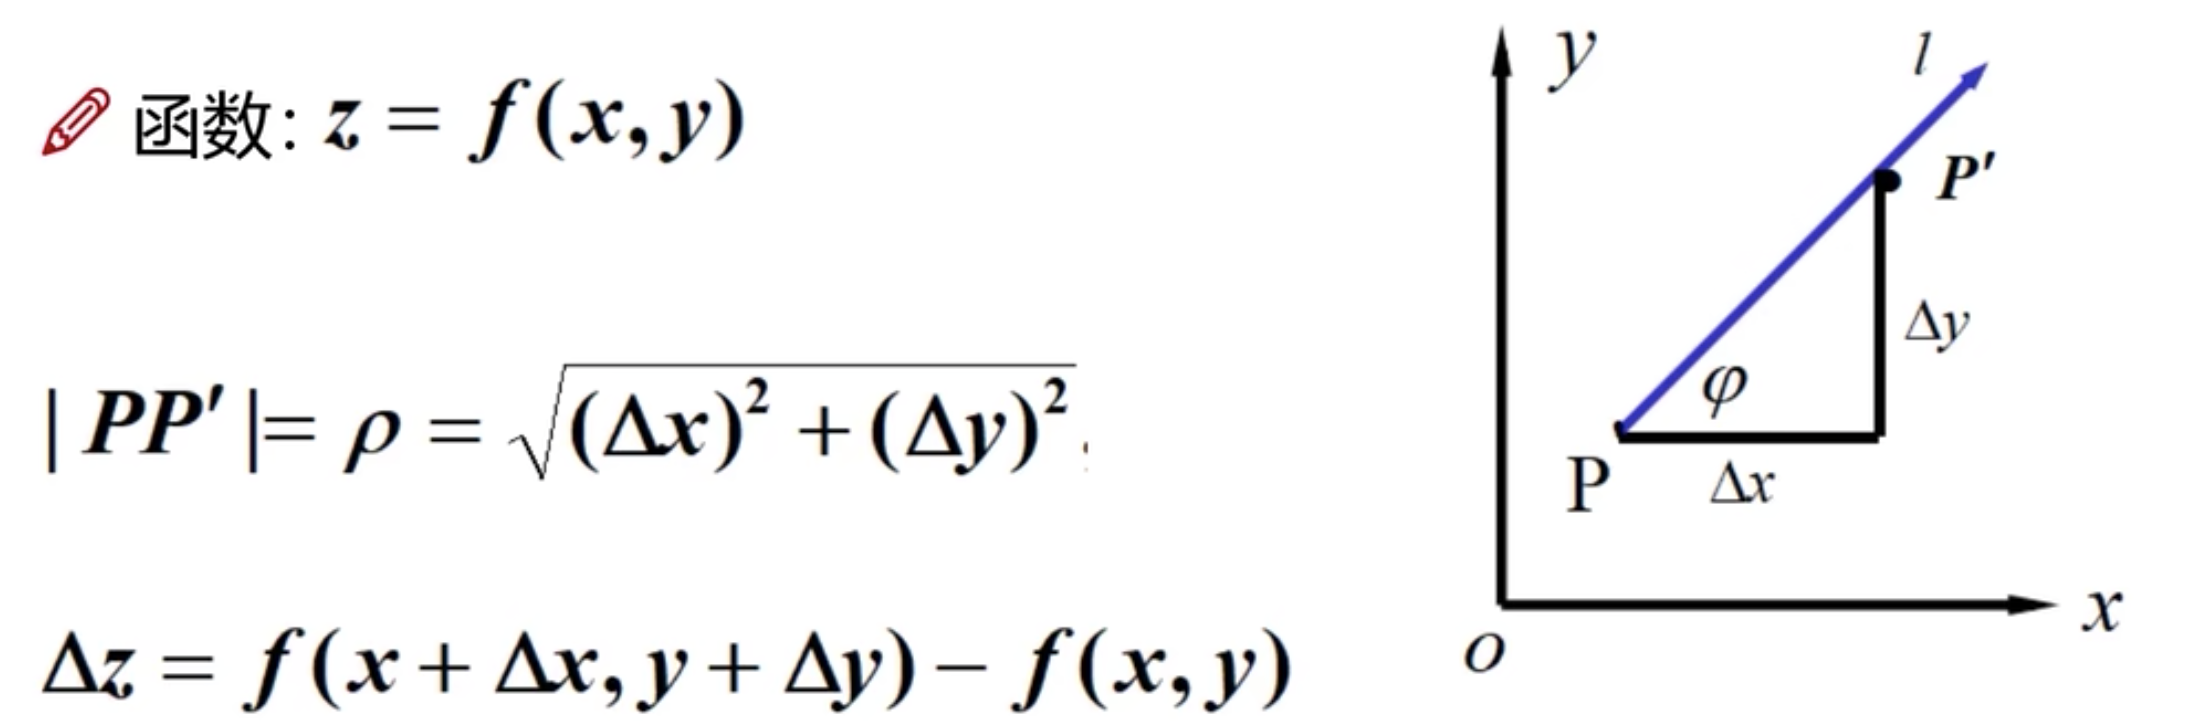 函数: z = f(x, y)
| PP′ |= ρ = √(Δx)² + (Δy)²
Δz = f(x + Δx, y + Δy) − f(x, y)
y
l
P′
Δy
φ
P
Δx
x
o